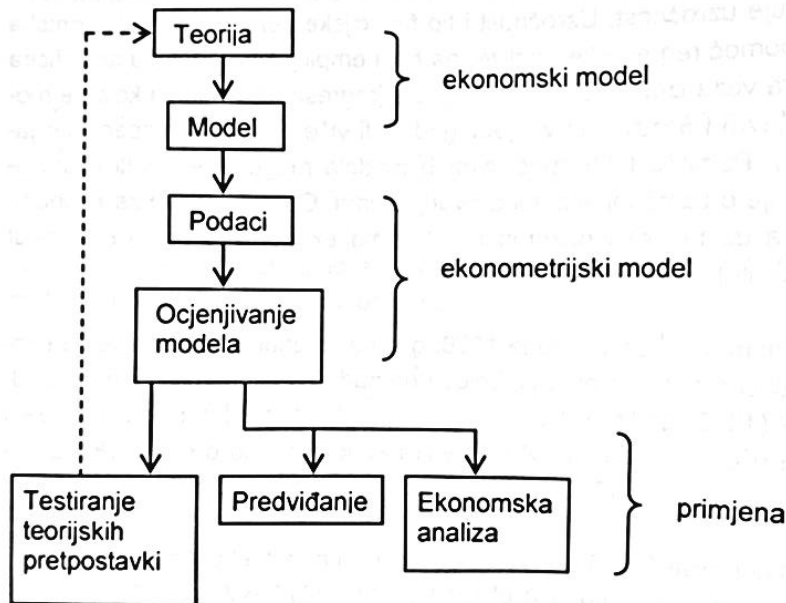 Teorija
ekonomski model
Model
Podaci
ekonometrijski model
Ocjenjivanje
modela
Testiranje
teorijskih
pretpostavki
Predviđanje
Ekonomska
analiza
primjena